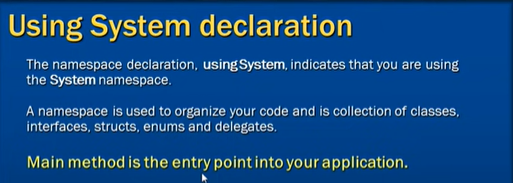 Using System declaration
The namespace declaration, using System, indicates that you are using
the System namespace.
A namespace is used to organize your code and is collection of classes,
interfaces, structs, enums and delegates.
Main method is the entry point into your application.